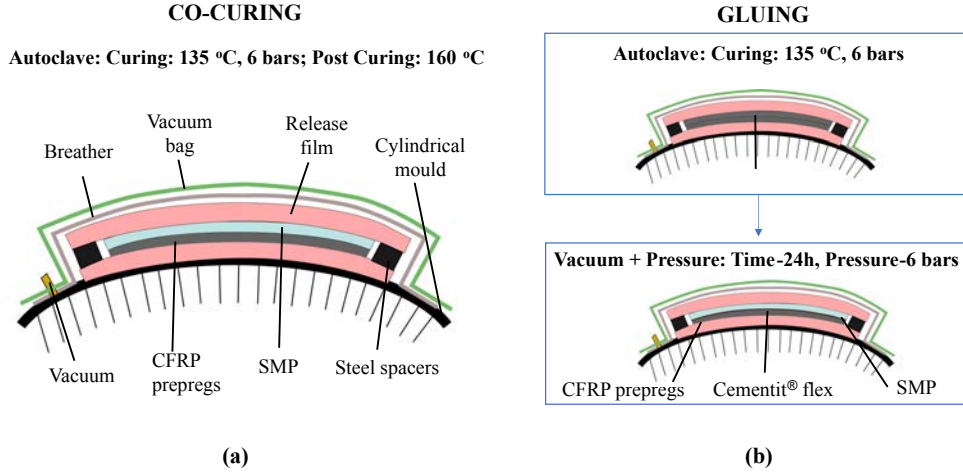 CO-CURING
Autoclave: Curing: 135 ºC, 6 bars; Post Curing: 160 ºC
Breather
Vacuum
bag
Release
film
Cylindrical
mould
Vacuum
CFRP
prepregs
SMP
Steel spacers
(a)
GLUING
Autoclave: Curing: 135 ºC, 6 bars
Vacuum + Pressure: Time-24h, Pressure-6 bars
CFRP prepregs
Cementit® flex
SMP
(b)